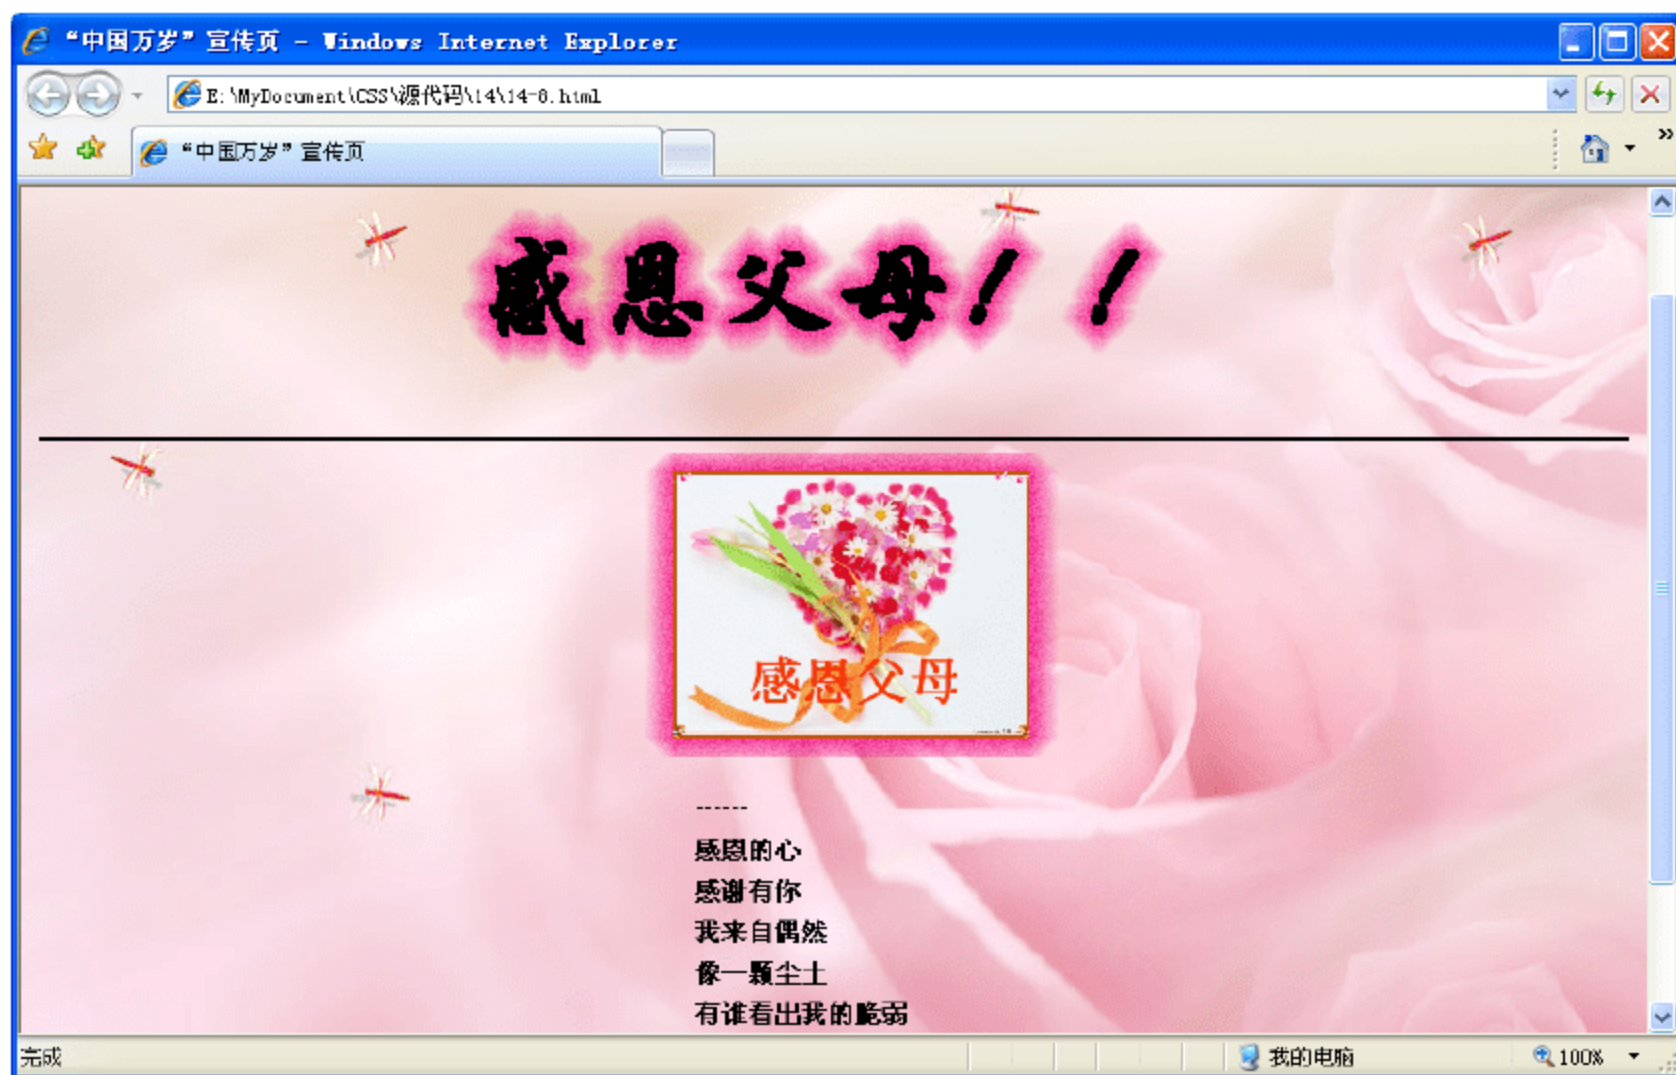 “中国万岁”宣传页 - Windows Internet Explorer
E:\MyDocument\CSS\源代码\14\14-8.html
“中国万岁”宣传页
感恩父母！！
感恩父母
------
感恩的心
感谢有你
我来自偶然
像一颗尘土
有谁看出我的脆弱
完成
我的电脑
100%